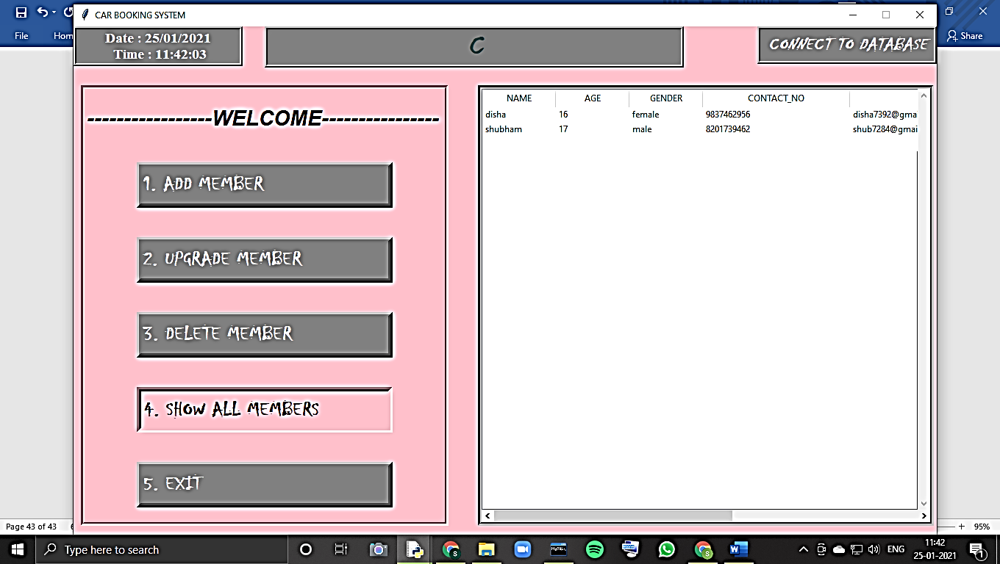 CAR BOOKING SYSTEM
File
Hom
Share
Date : 25/01/2021
Time : 11:42:03
C
CONNECT TO DATABASE
-----------------WELCOME----------------
1. ADD MEMBER
2. UPGRADE MEMBER
3. DELETE MEMBER
4. SHOW ALL MEMBERS
5. EXIT
NAME AGE GENDER CONTACT_NO
disha 16 female 9837462956 disha7392@gma
shubham 17 male 8201739462 shub7284@gmai
Page 43 of 43
95%
Type here to search
ENG
11:42
25-01-2021
1